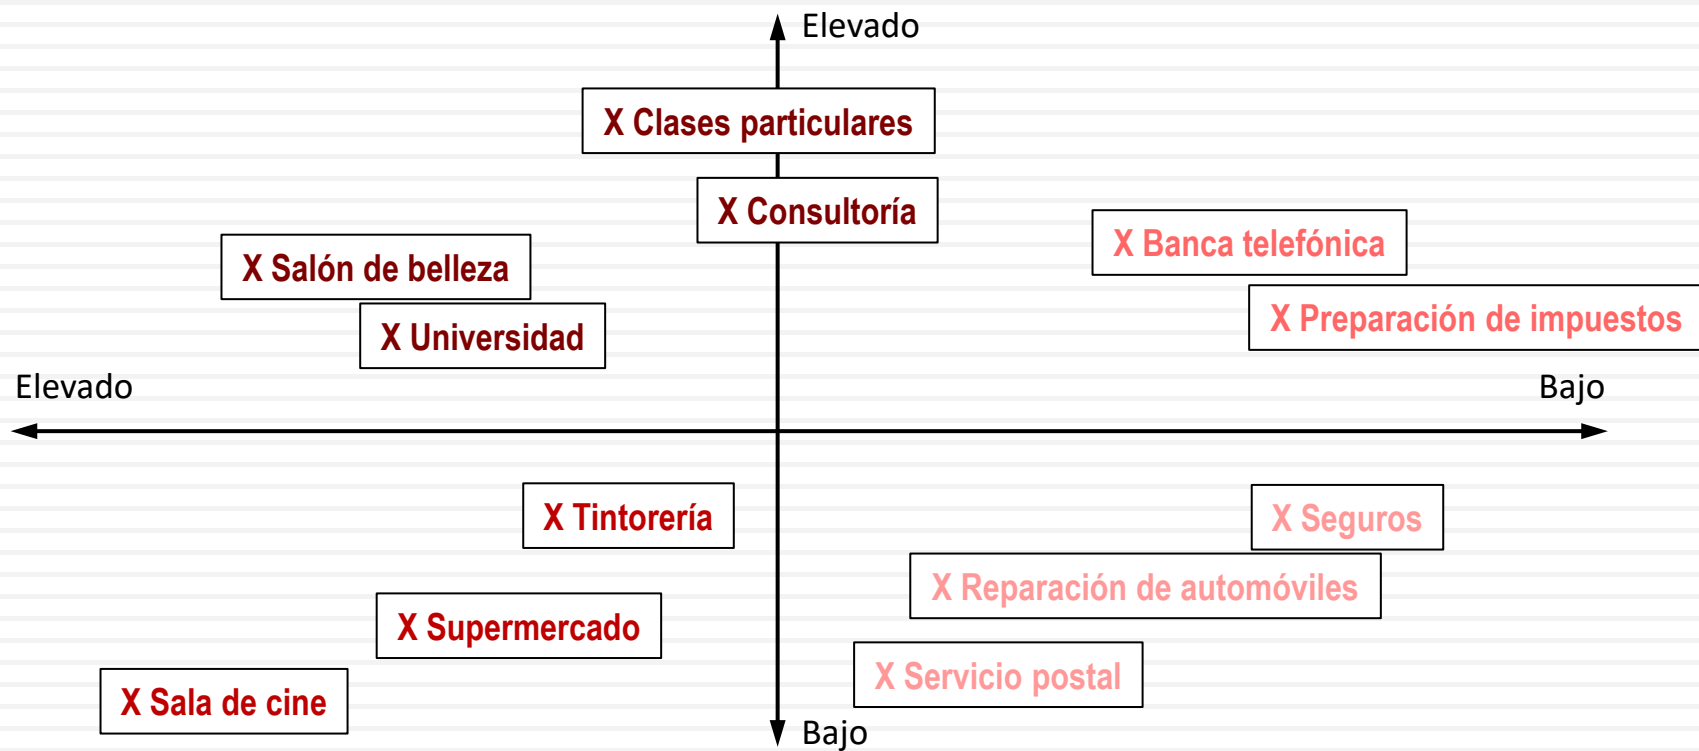 Elevado
X Clases particulares
X Consultoría
X Banca telefónica
X Salón de belleza
X Preparación de impuestos
X Universidad
Elevado
Bajo
X Tintorería
X Seguros
X Reparación de automóviles
X Supermercado
X Servicio postal
X Sala de cine
Bajo